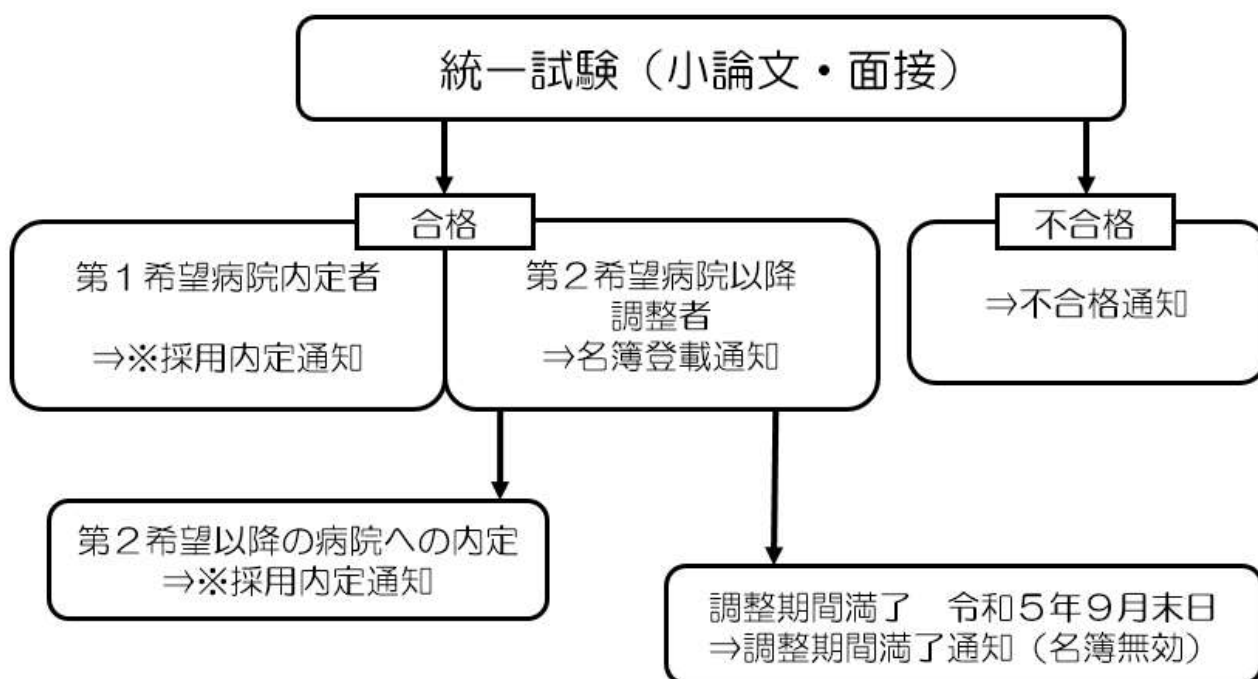 統一試験（小論文・面接）
合格
不合格
第１希望病院内定者
⇒※採用内定通知
第２希望病院以降
調整者
⇒名簿登載通知
⇒不合格通知
第２希望以降の病院への内定
⇒※採用内定通知
調整期間満了　令和５年９月末日
⇒調整期間満了通知（名簿無効）